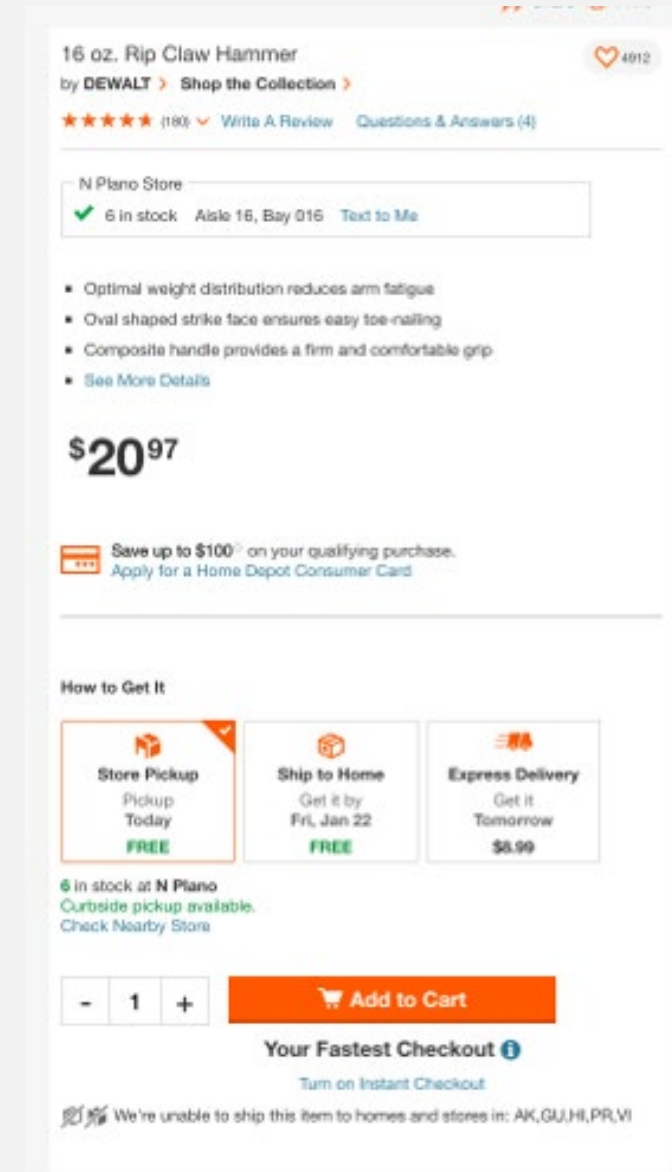 16 oz. Rip Claw Hammer
4912
by DEWALT > Shop the Collection >
(180) Write A Review Questions & Answers (4)
N Plano Store
6 in stock Aisle 16, Bay 016 Text to Me
Optimal weight distribution reduces arm fatigue
Oval shaped strike face ensures easy toe-nailing
Composite handle provides a firm and comfortable grip
See More Details
$20 97
Save up to $100 on your qualifying purchase.
Apply for a Home Depot Consumer Card
How to Get It
Store Pickup
Pickup
Today
FREE
Ship to Home
Get it by
Fri, Jan 22
FREE
Express Delivery
Get it
Tomorrow
$8.99
6 in stock at N Plano
Curbside pickup available.
Check Nearby Store
- 1 +
Add to Cart
Your Fastest Checkout
Turn on Instant Checkout
We're unable to ship this item to homes and stores in: AK,GU,HI,PR,VI